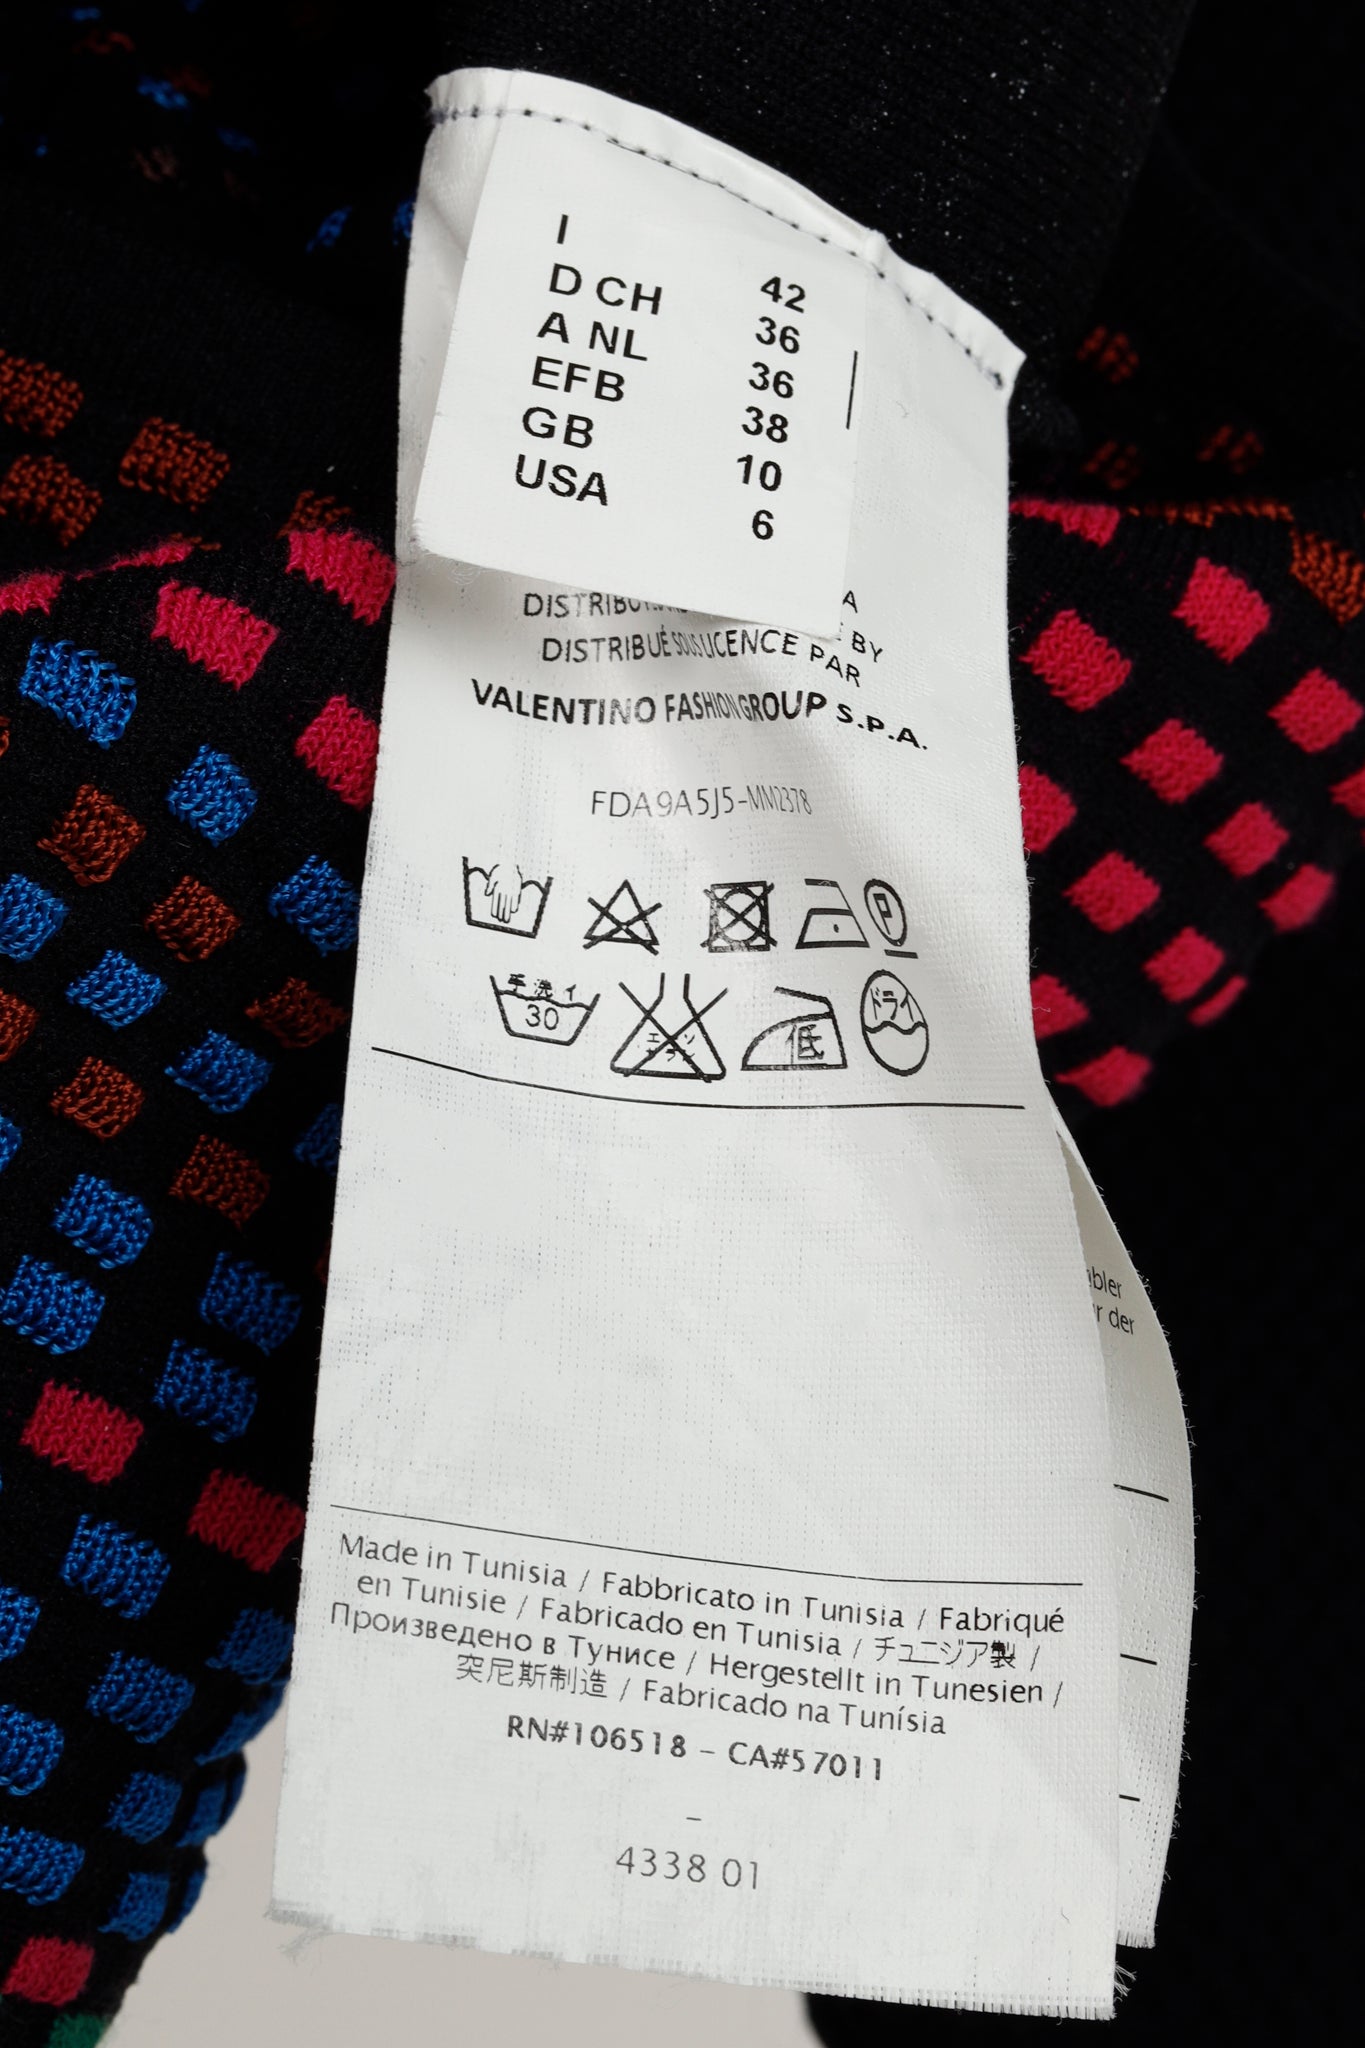 I 42
D CH 36
A NL 36
EFB 38
GB 10
USA 6
A
BY
DISTRIBUÉ SOUS LICENCE PAR
VALENTINO FASHION GROUP S.P.A.
FDA9A5J5-MM2378
P
手洗イ
30
低
ドライ
Made in Tunisia / Fabbricato in Tunisia / Fabriqué
en Tunisie / Fabricado en Tunisia / チュニジア製 /
Произведено в Тунисе / Hergestellt in Tunesien /
突尼斯制造 / Fabricado na Tunísia
RN#106518 - CA#57011
-
4338 01
der